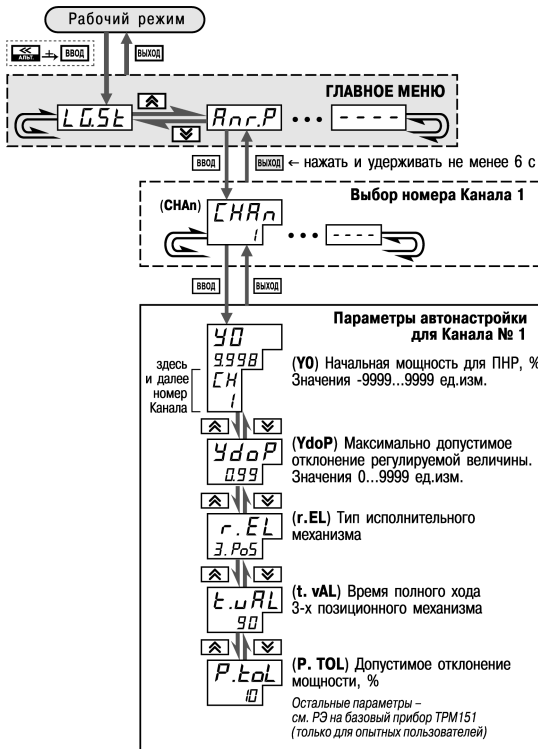 Рабочий режим
≪ АЛЬТ. + ВВОД ВЫХОД
ГЛАВНОЕ МЕНЮ
LG.St Anr.P • • • - - - -
ВВОД ВЫХОД ← нажать и удерживать не менее 6 с
Выбор номера Канала 1
(CHAn) CHAn
1 • • • - - - -
ВВОД ВЫХОД
Параметры автонастройки
для Канала № 1
Y0
9.998
CH
1
здесь
и далее
номер
Канала
(Y0) Начальная мощность для ПНР, %
Значения -9999...9999 ед.изм.
YdoP
0.99
(YdoP) Максимально допустимое
отклонение регулируемой величины.
Значения 0...9999 ед.изм.
r.EL
3.PoS
(r.EL) Тип исполнительного
механизма
t.vAL
90
(t. vAL) Время полного хода
3-х позиционного механизма
P.toL
10
(P. TOL) Допустимое отклонение
мощности, %
Остальные параметры –
см. РЭ на базовый прибор ТРМ151
(только для опытных пользователей)